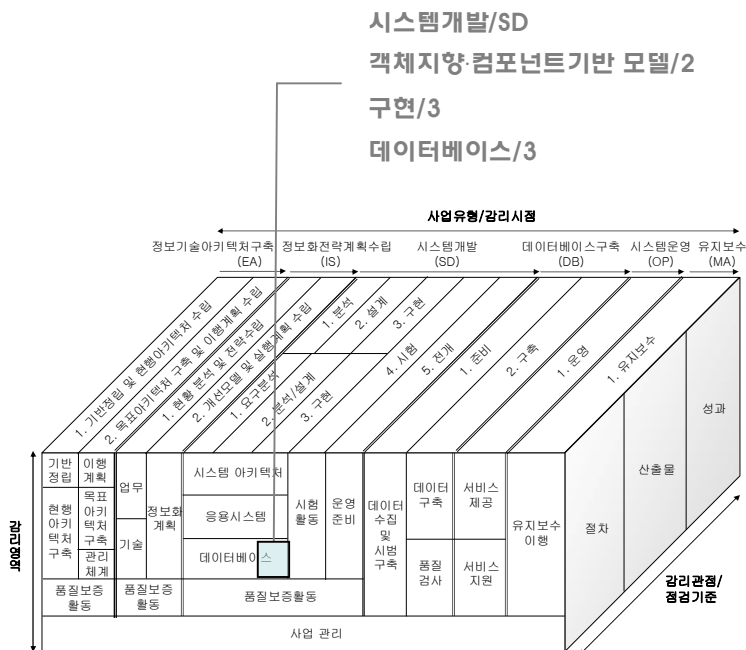 시스템개발/SD
객체지향·컴포넌트기반 모델/2
구현/3
데이터베이스/3
사업유형/감리시점
정보기술아키텍처구축
(EA)
정보화전략계획수립
(IS)
시스템개발
(SD)
데이터베이스구축
(DB)
시스템운영
(OP)
유지보수
(MA)
1. 기반정립 및 현행아키텍처 수립
2. 목표아키텍처 구축 및 이행계획 수립
1. 현황 분석 및 전략수립
2. 개선모델 및 실행계획 수립
1. 분석
2. 설계
3. 구현
1. 요구분석
2. 분석/설계
3. 구현
4. 시험
5. 전개
1. 준비
2. 구축
1. 운영
1. 유지보수
감리영역
기반
정립
이행
계획
현행
아키
텍처
구축
목표
아키
텍처
구축
관리
체계
업무
기술
정보화
계획
시스템 아키텍처
응용시스템
데이터베이스
시험
활동
운영
준비
데이터
수집
및
시범
구축
데이터
구축
품질
검사
서비스
제공
서비스
지원
유지보수
이행
품질보증
활동
품질보증
활동
품질보증활동
사업 관리
절차
산출물
성과
감리관점/
점검기준